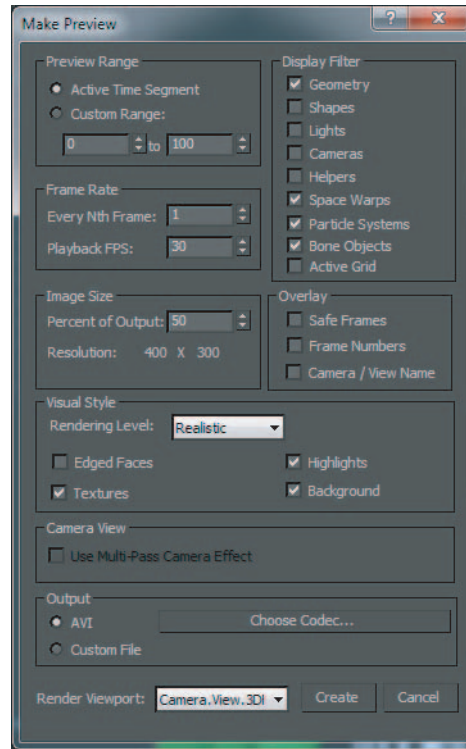 Make Preview
Preview Range
Active Time Segment
Custom Range:
0 to 100
Frame Rate
Every Nth Frame: 1
Playback FPS: 30
Image Size
Percent of Output: 50
Resolution: 400 X 300
Display Filter
Geometry
Shapes
Lights
Cameras
Helpers
Space Warps
Particle Systems
Bone Objects
Active Grid
Overlay
Safe Frames
Frame Numbers
Camera / View Name
Visual Style
Rendering Level: Realistic
Edged Faces
Highlights
Textures
Background
Camera View
Use Multi-Pass Camera Effect
Output
AVI
Choose Codec...
Custom File
Render Viewport: Camera.View.3D
Create
Cancel